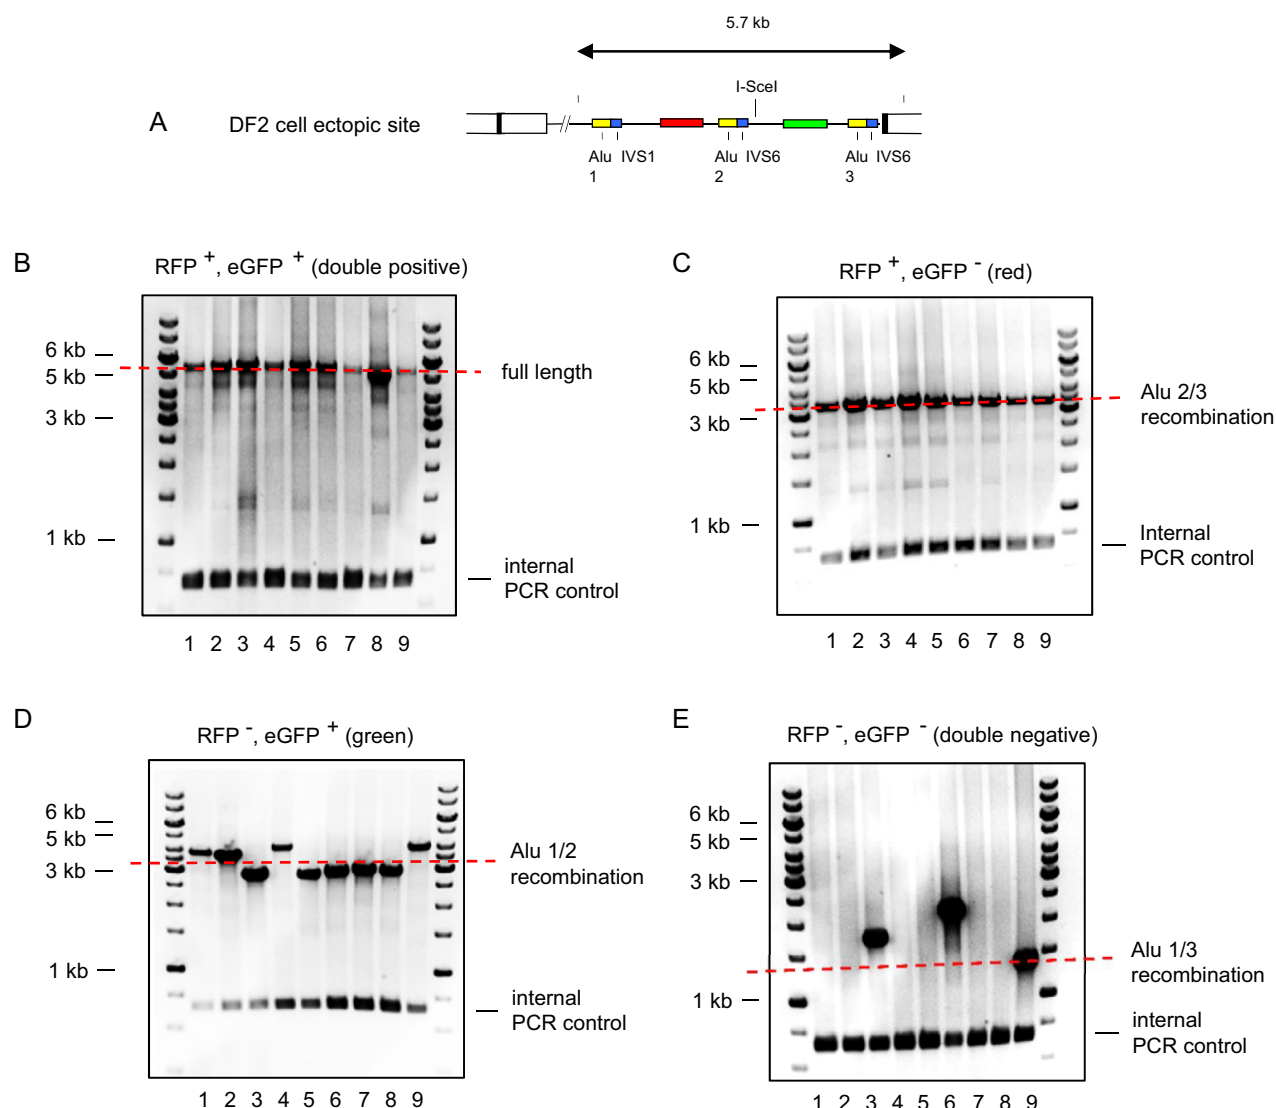 5.7 kb
I-SceI
A
DF2 cell ectopic site
Alu IVS1
1
Alu IVS6
2
Alu IVS6
3
B
RFP +, eGFP + (double positive)
6 kb
5 kb
3 kb
1 kb
full length
internal
PCR control
1 2 3 4 5 6 7 8 9
C
RFP +, eGFP - (red)
6 kb
5 kb
3 kb
1 kb
Alu 2/3
recombination
Internal
PCR control
1 2 3 4 5 6 7 8 9
D
RFP -, eGFP + (green)
6 kb
5 kb
3 kb
1 kb
Alu 1/2
recombination
internal
PCR control
1 2 3 4 5 6 7 8 9
E
RFP -, eGFP - (double negative)
6 kb
5 kb
3 kb
1 kb
Alu 1/3
recombination
internal
PCR control
1 2 3 4 5 6 7 8 9